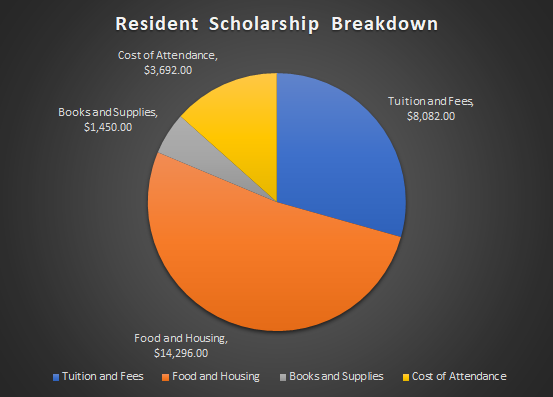 Resident Scholarship Breakdown
Cost of Attendance,
$3,692.00
Tuition and Fees,
$8,082.00
Books and Supplies,
$1,450.00
Food and Housing,
$14,296.00
Tuition and Fees
Food and Housing
Books and Supplies
Cost of Attendance